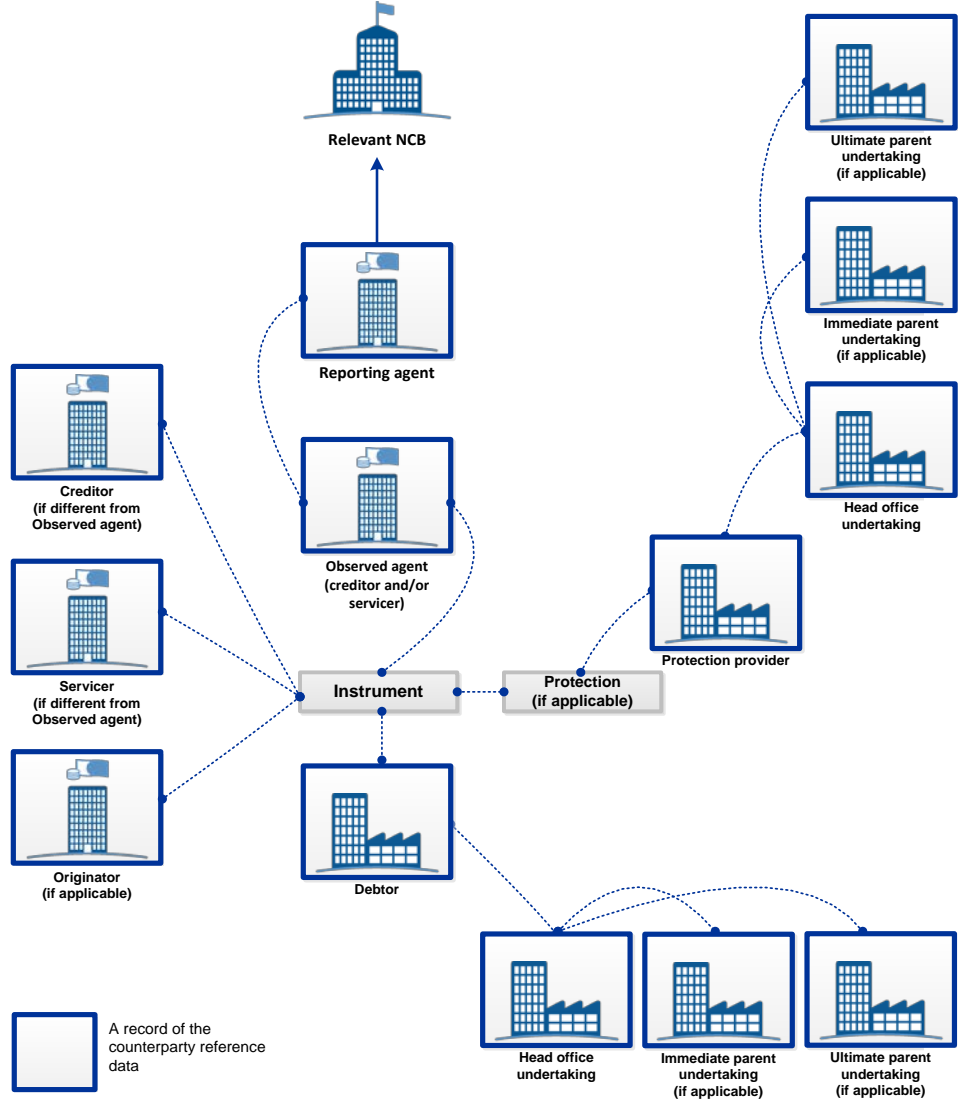 Relevant NCB
Ultimate parent
undertaking
(if applicable)
Immediate parent
undertaking
(if applicable)
Reporting agent
Head office
undertaking
Creditor
(if different from
Observed agent)
Observed agent
(creditor and/or
servicer)
Protection provider
Servicer
(if different from
Observed agent)
Instrument
Protection
(if applicable)
Originator
(if applicable)
Debtor
Head office
undertaking
Immediate parent
undertaking
(if applicable)
Ultimate parent
undertaking
(if applicable)
A record of the
counterparty reference
data